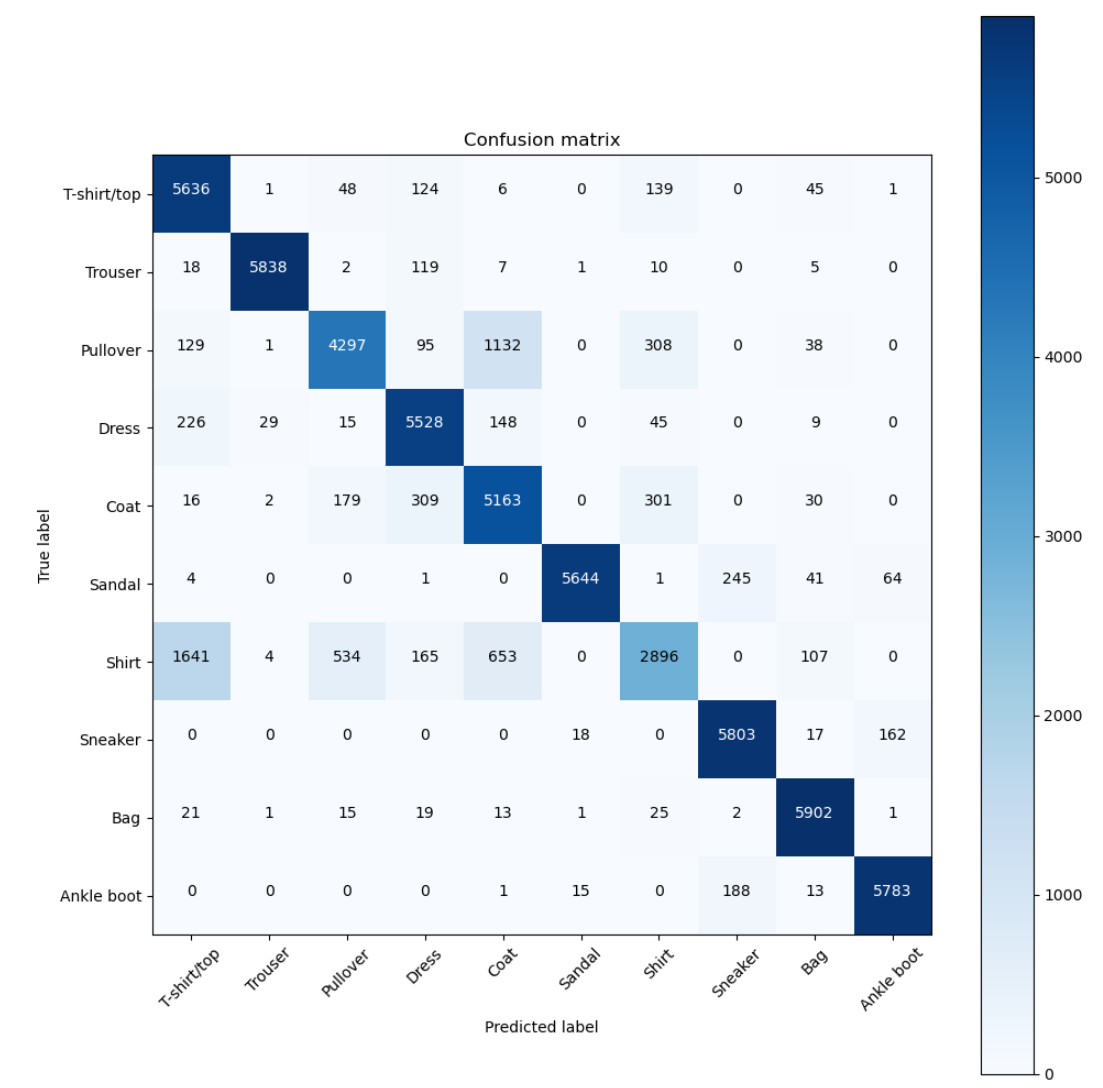 Confusion matrix
T-shirt/top 5636 1 48 124 6 0 139 0 45 1
Trouser 18 5838 2 119 7 1 10 0 5 0
Pullover 129 1 4297 95 1132 0 308 0 38 0
Dress 226 29 15 5528 148 0 45 0 9 0
Coat 16 2 179 309 5163 0 301 0 30 0
Sandal 4 0 0 1 0 5644 1 245 41 64
Shirt 1641 4 534 165 653 0 2896 0 107 0
Sneaker 0 0 0 0 0 18 0 5803 17 162
Bag 21 1 15 19 13 1 25 2 5902 1
Ankle boot 0 0 0 0 1 15 0 188 13 5783
T-shirt/top Trouser Pullover Dress Coat Sandal Shirt Sneaker Bag Ankle boot
Predicted label
True label
5000
4000
3000
2000
1000
0